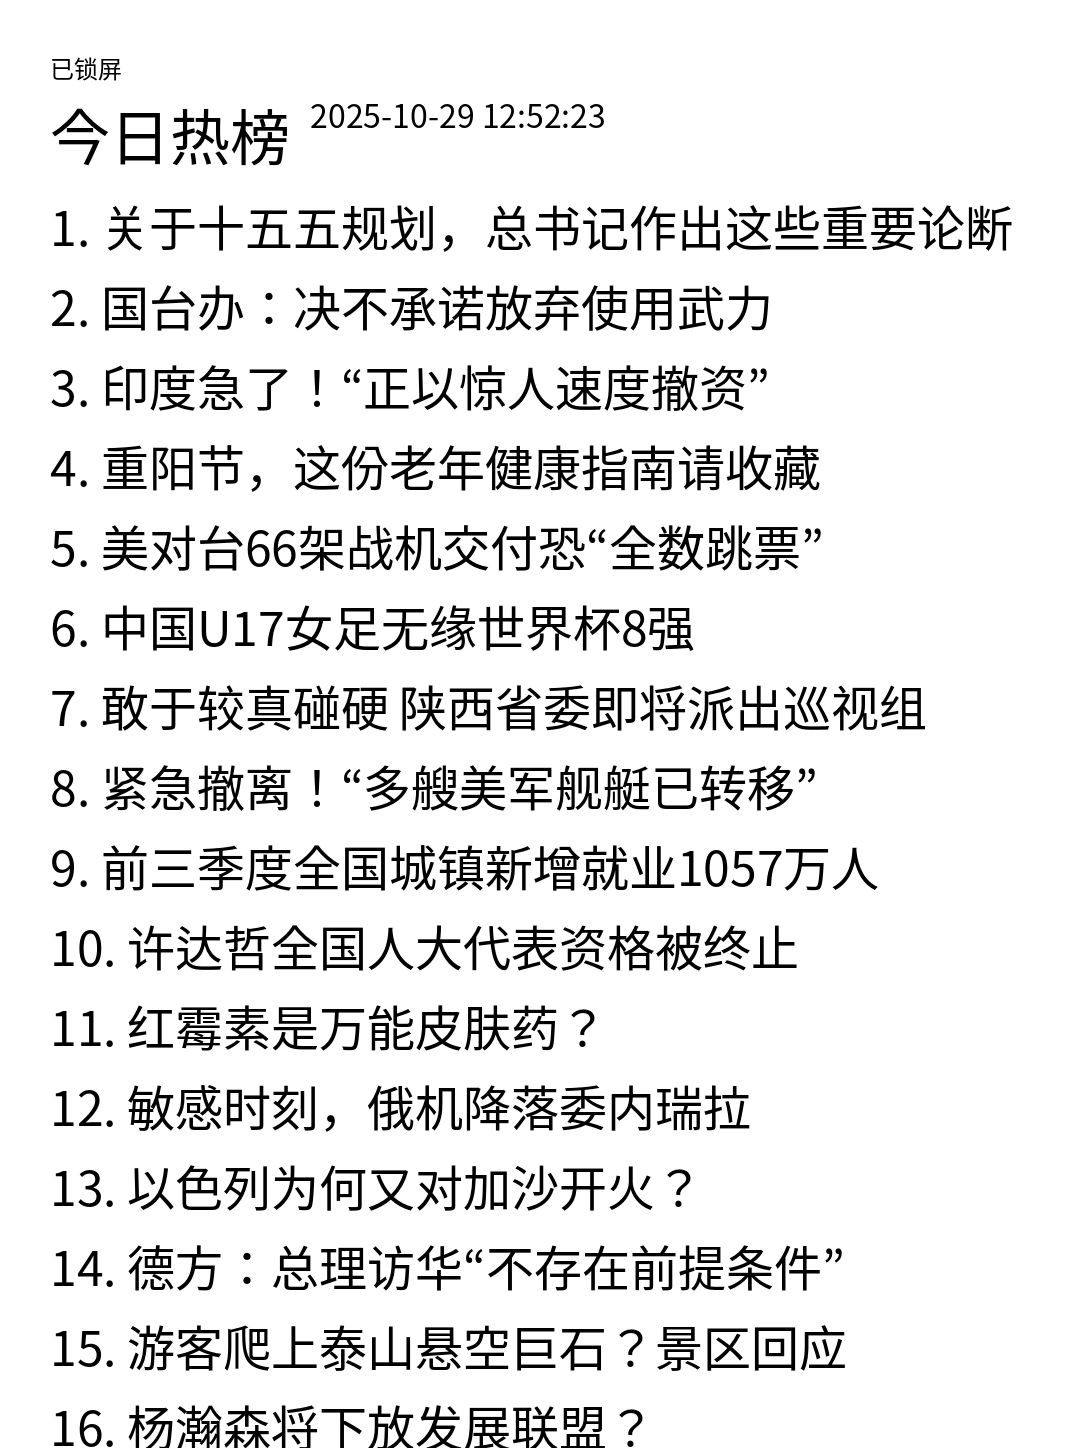 已锁屏
今日热榜 2025-10-29 12:52:23
1. 关于十五五规划，总书记作出这些重要论断
2. 国台办：决不承诺放弃使用武力
3. 印度急了！“正以惊人速度撤资”
4. 重阳节，这份老年健康指南请收藏
5. 美对台66架战机交付恐“全数跳票”
6. 中国U17女足无缘世界杯8强
7. 敢于较真碰硬 陕西省委即将派出巡视组
8. 紧急撤离！“多艘美军舰艇已转移”
9. 前三季度全国城镇新增就业1057万人
10. 许达哲全国人大代表资格被终止
11. 红霉素是万能皮肤药？
12. 敏感时刻，俄机降落委内瑞拉
13. 以色列为何又对加沙开火？
14. 德方：总理访华“不存在前提条件”
15. 游客爬上泰山悬空巨石？景区回应
16. 杨瀚森将下放发展联盟？